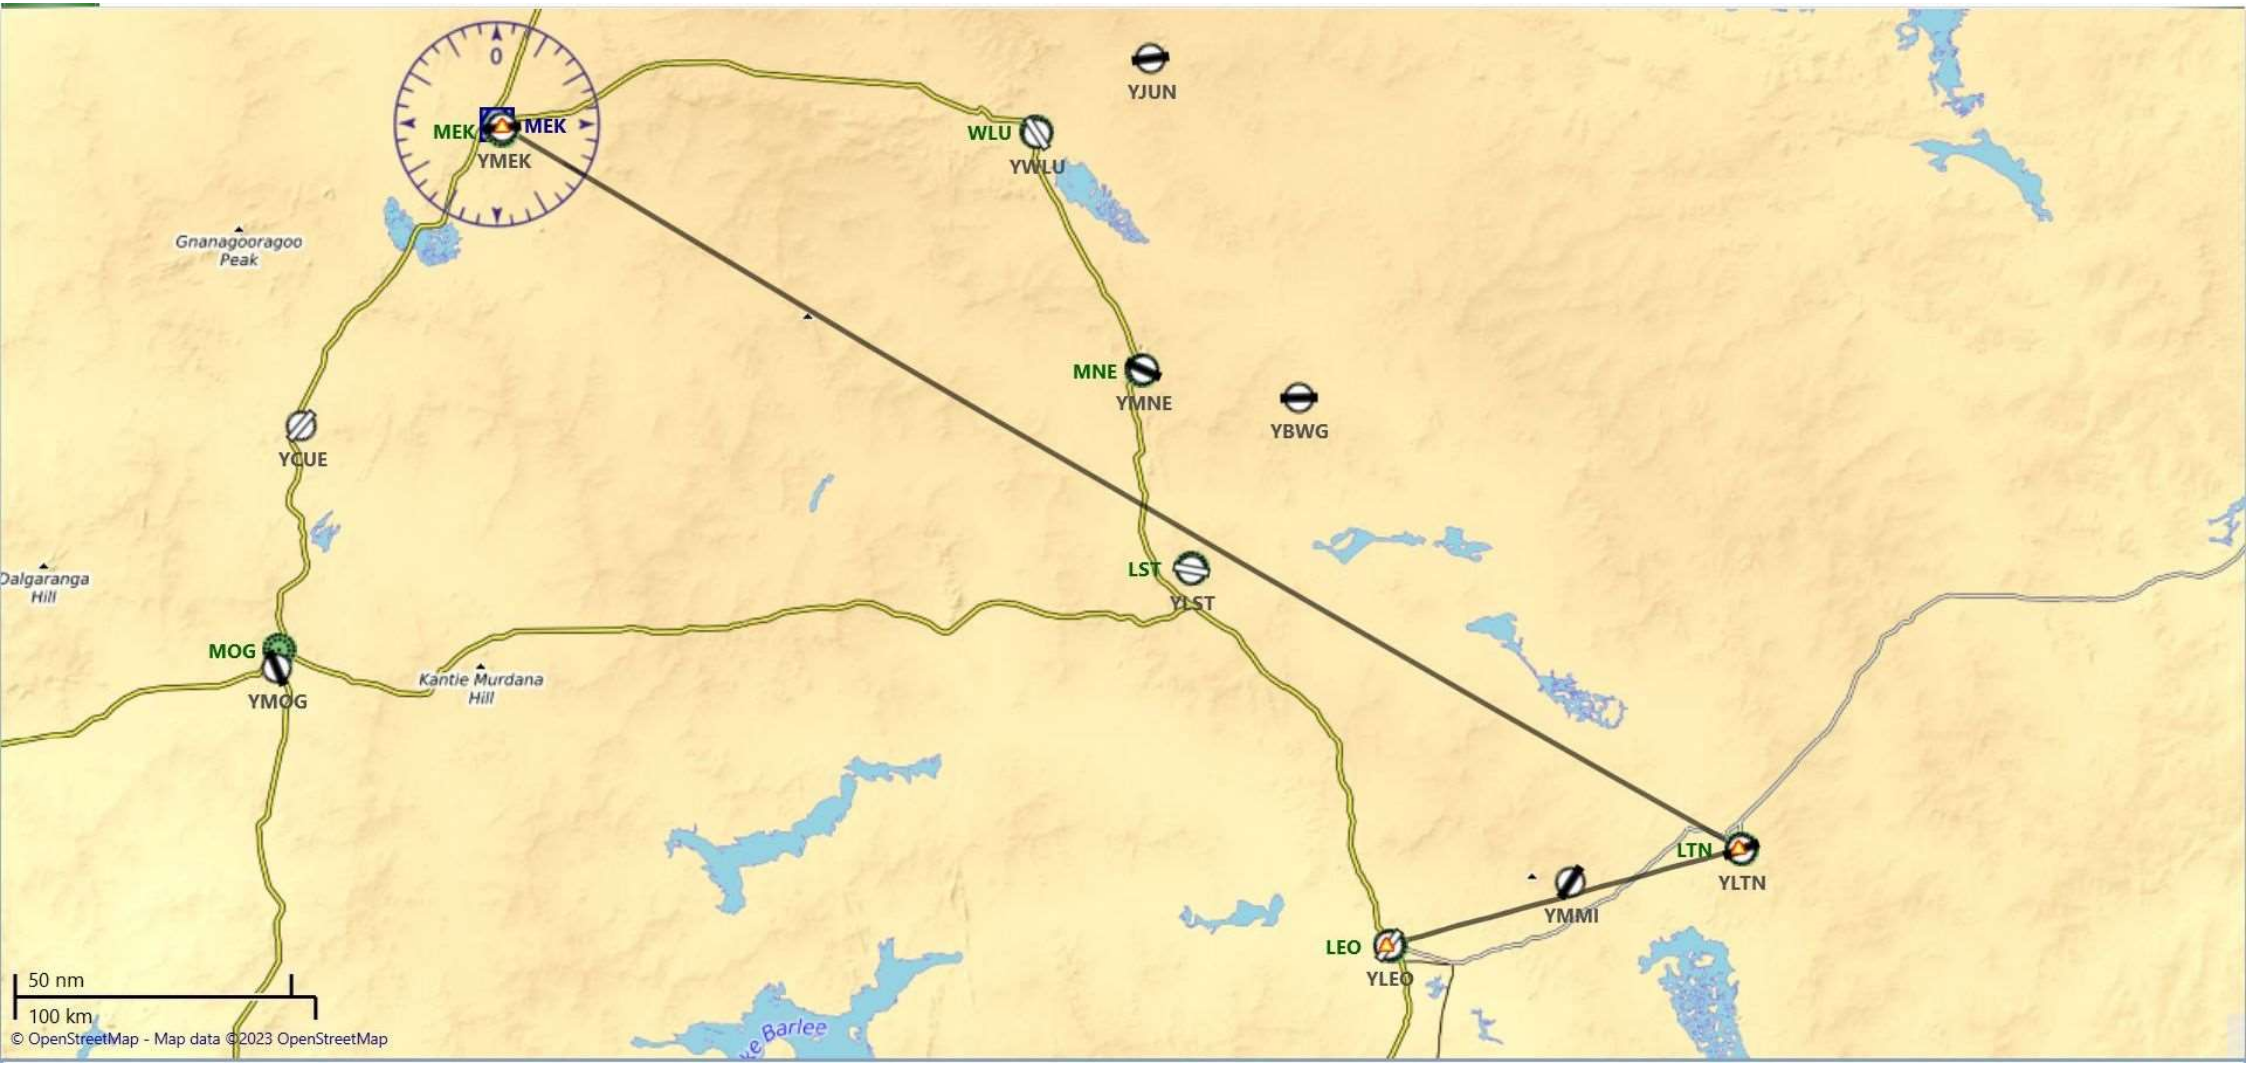 0
YJUN
MEK
MEK
YMEK
WLU
YWLU
Gnanagooragoo
Peak
MNE
YMNE
YBWG
YCUE
LST
YLST
Dalgaranga
Hill
MOG
YMOG
Kantie Murdana
Hill
LTN
YLTN
YMMI
LEO
YLEO
50 nm
100 km
ke Barlee
© OpenStreetMap - Map data ©2023 OpenStreetMap